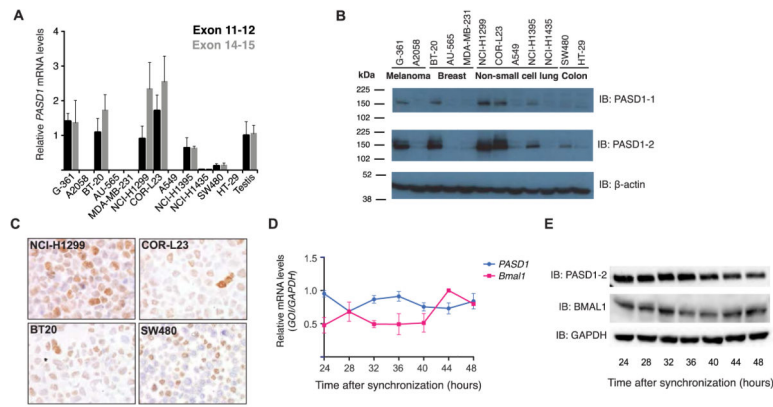 A
Exon 11-12
Exon 14-15
Relative PASD1 mRNA levels
4
3
2
1
G-361
A2058
BT-20
AU-565
MDA-MB-231
NCI-H1299
COR-L23
A549
NCI-H1395
NCI-H1435
SW480
HT-29
Testis
B
G-361
A2058
BT-20
AU-565
MDA-MB-231
NCI-H1299
COR-L23
A549
NCI-H1395
NCI-H1435
SW480
HT-29
kDa
Melanoma Breast Non-small cell lung Colon
225
150
102
IB: PASD1-1
225
150
102
IB: PASD1-2
52
38
IB: β-actin
C
NCI-H1299
COR-L23
BT20
SW480
D
PASD1
Bmal1
Relative mRNA levels
(GOI/GAPDH)
1.5
1.0
0.5
24 28 32 36 40 44 48
Time after synchronization (hours)
E
IB: PASD1-2
IB: BMAL1
IB: GAPDH
24 28 32 36 40 44 48
Time after synchronization (hours)